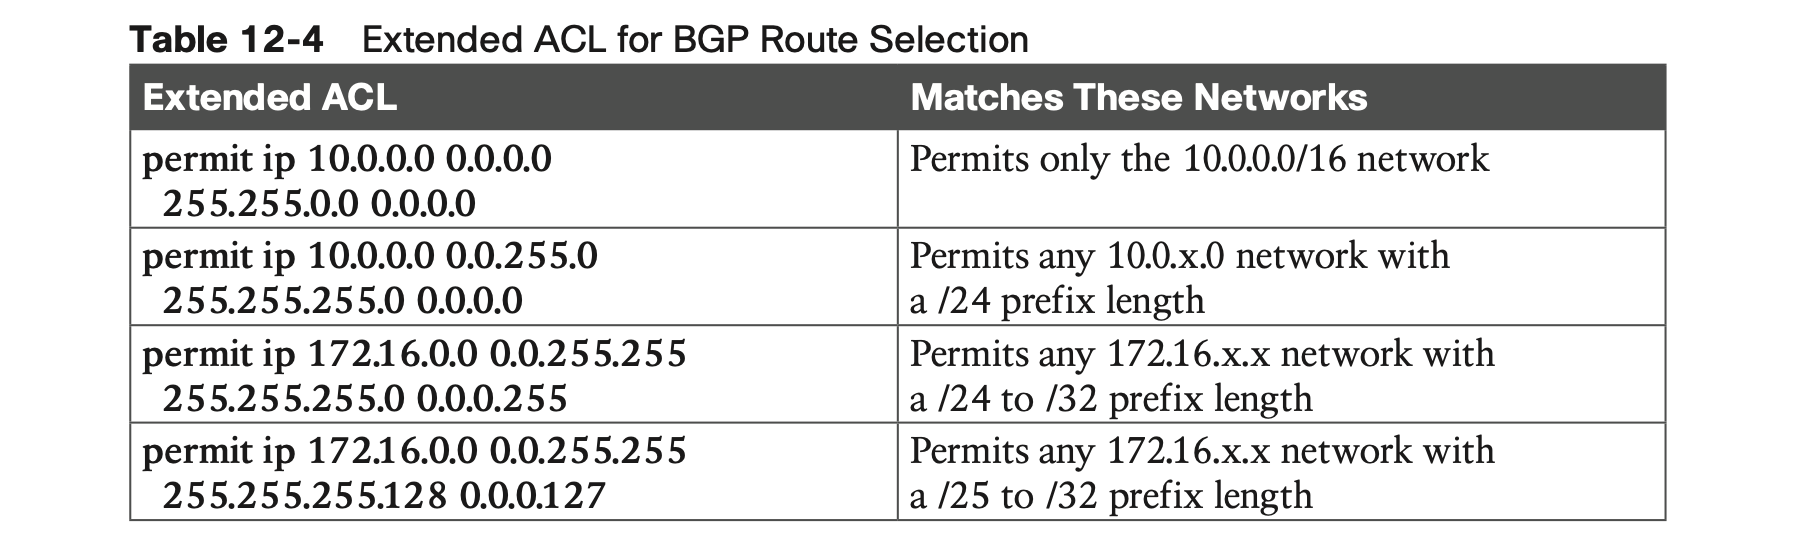 Table 12-4 Extended ACL for BGP Route Selection
Extended ACL Matches These Networks
permit ip 10.0.0.0 0.0.0.0 Permits only the 10.0.0.0/16 network
255.255.0.0 0.0.0.0
permit ip 10.0.0.0 0.0.255.0 Permits any 10.0.x.0 network with
255.255.255.0 0.0.0.0 a /24 prefix length
permit ip 172.16.0.0 0.0.255.255 Permits any 172.16.x.x network with
255.255.255.0 0.0.0.255 a /24 to /32 prefix length
permit ip 172.16.0.0 0.0.255.255 Permits any 172.16.x.x network with
255.255.255.128 0.0.0.127 a /25 to /32 prefix length